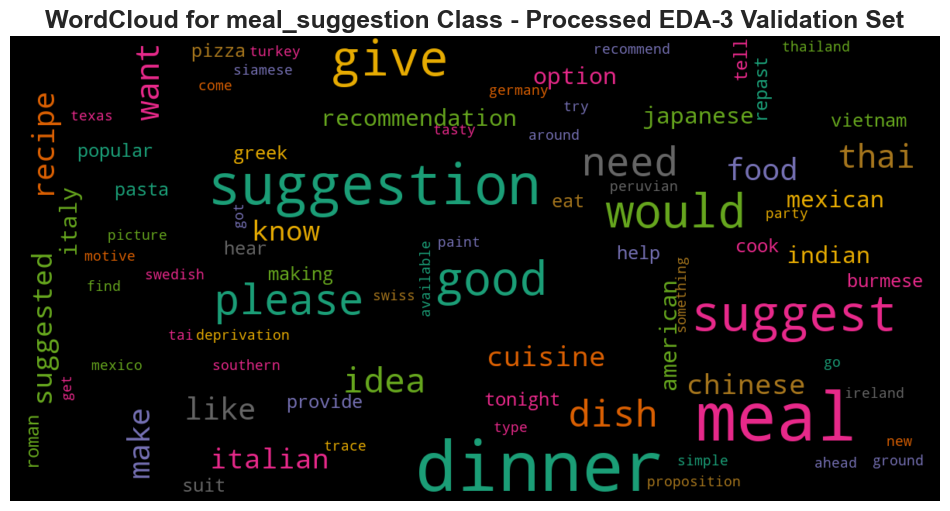 WordCloud for meal_suggestion Class - Processed EDA-3 Validation Set
pizza
turkey
give
recommend
thailand
siamese
want
come
germany
option
tell
repast
try
texas
recommendation
tasty
japanese
vietnam
recipe
popular
greek
around
need
food
thai
pasta
suggestion
peruvian
eat
would
mexican
party
italy
got
know
picture
hear
paint
help
cook
indian
motive
swedish
making
available
good
something
burmese
find
please
swiss
suggest
suggested
tai
deprivation
american
mexico
southern
cuisine
go
get
idea
chinese
ireland
like
provide
tonight
dish
meal
make
type
roman
italian
trace
dinner
simple
ahead
new
ground
suit
proposition